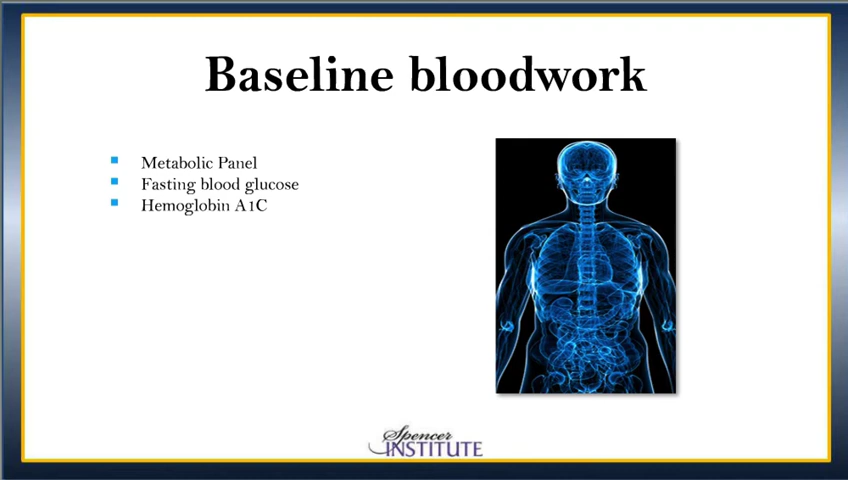 Baseline bloodwork
Metabolic Panel
Fasting blood glucose
Hemoglobin A1C
Spencer
INSTITUTE